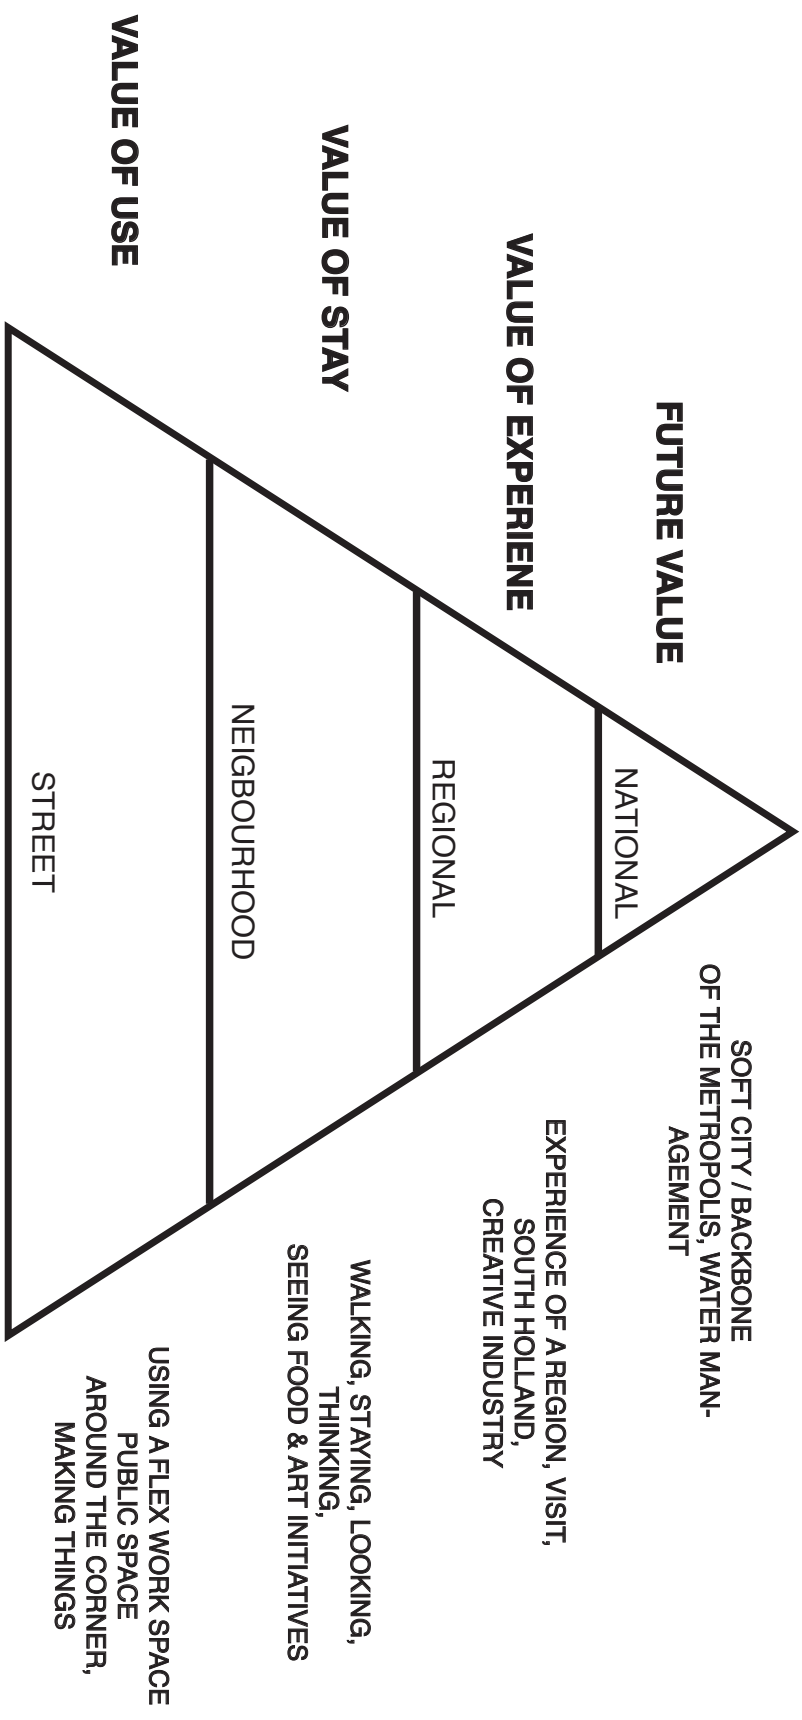 FUTURE VALUE
NATIONAL
SOFT CITY / BACKBONE
OF THE METROPOLIS, WATER MAN-
AGEMENT
VALUE OF EXPERIENE
REGIONAL
EXPERIENCE OF A REGION, VISIT,
SOUTH HOLLAND,
CREATIVE INDUSTRY
VALUE OF STAY
NEIGBOURHOOD
WALKING, STAYING, LOOKING,
THINKING,
SEEING FOOD & ART INITIATIVES
VALUE OF USE
STREET
USING A FLEX WORK SPACE
PUBLIC SPACE
AROUND THE CORNER,
MAKING THINGS